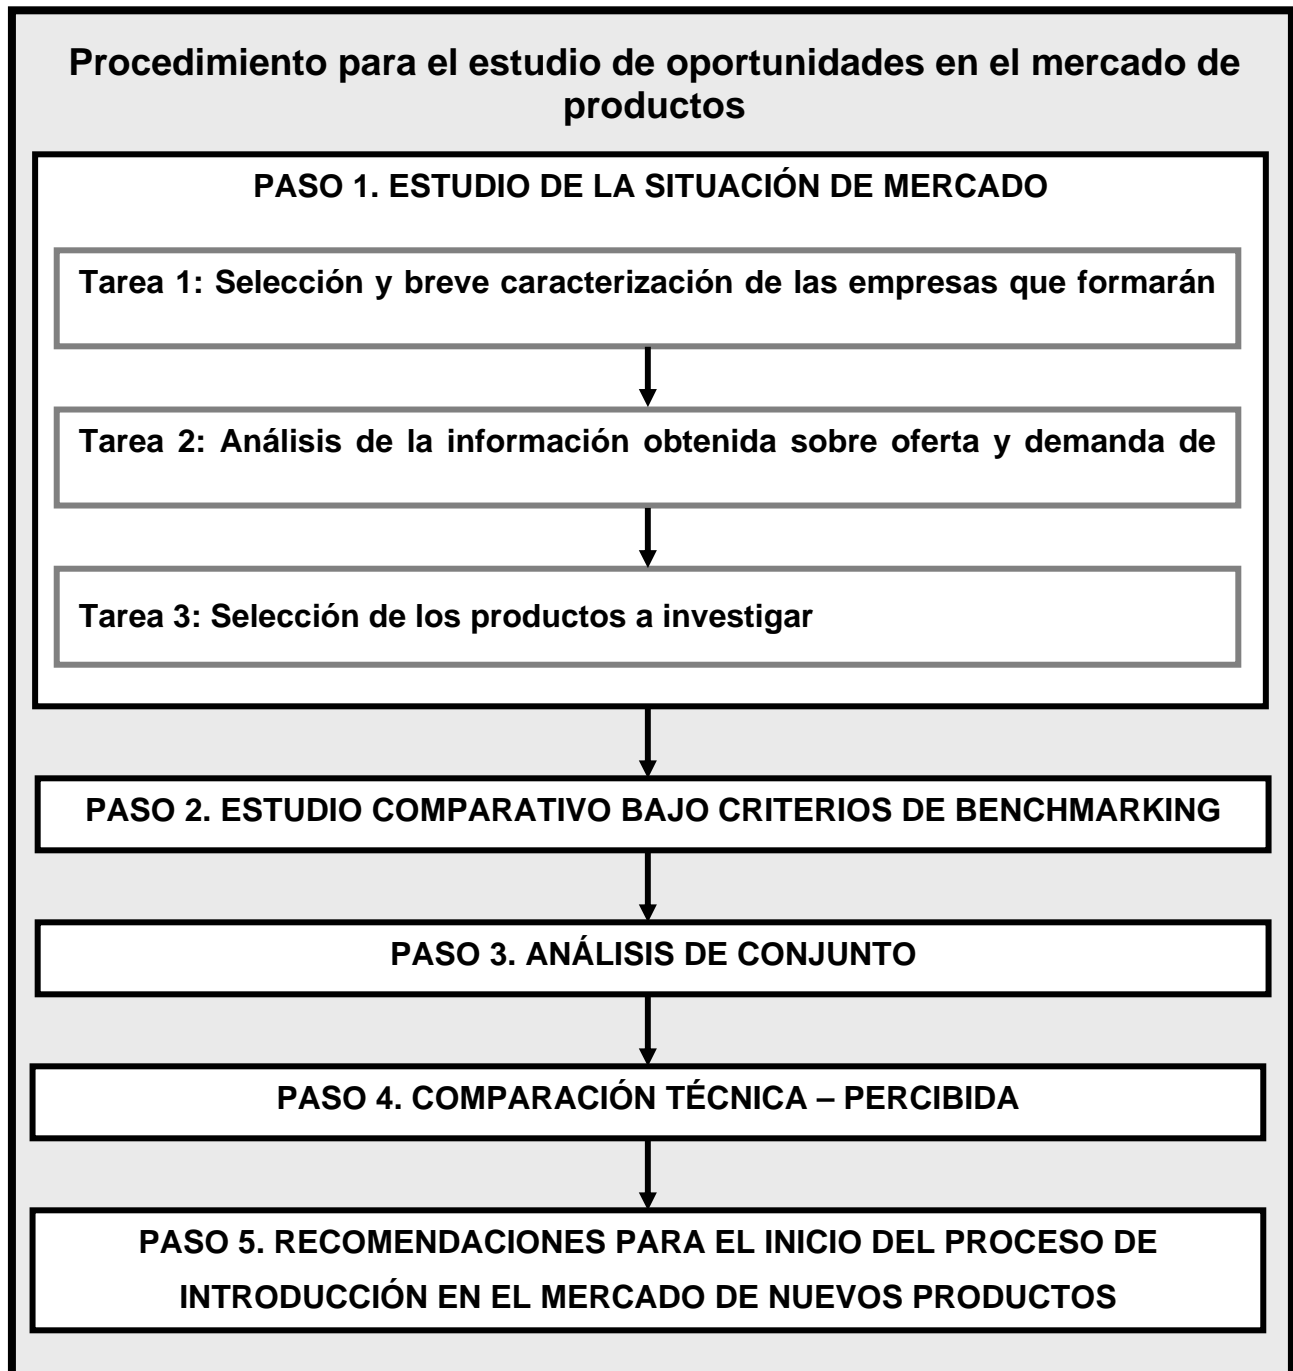 Procedimiento para el estudio de oportunidades en el mercado de
productos
PASO 1. ESTUDIO DE LA SITUACIÓN DE MERCADO
Tarea 1: Selección y breve caracterización de las empresas que formarán
Tarea 2: Análisis de la información obtenida sobre oferta y demanda de
Tarea 3: Selección de los productos a investigar
PASO 2. ESTUDIO COMPARATIVO BAJO CRITERIOS DE BENCHMARKING
PASO 3. ANÁLISIS DE CONJUNTO
PASO 4. COMPARACIÓN TÉCNICA – PERCIBIDA
PASO 5. RECOMENDACIONES PARA EL INICIO DEL PROCESO DE
INTRODUCCIÓN EN EL MERCADO DE NUEVOS PRODUCTOS